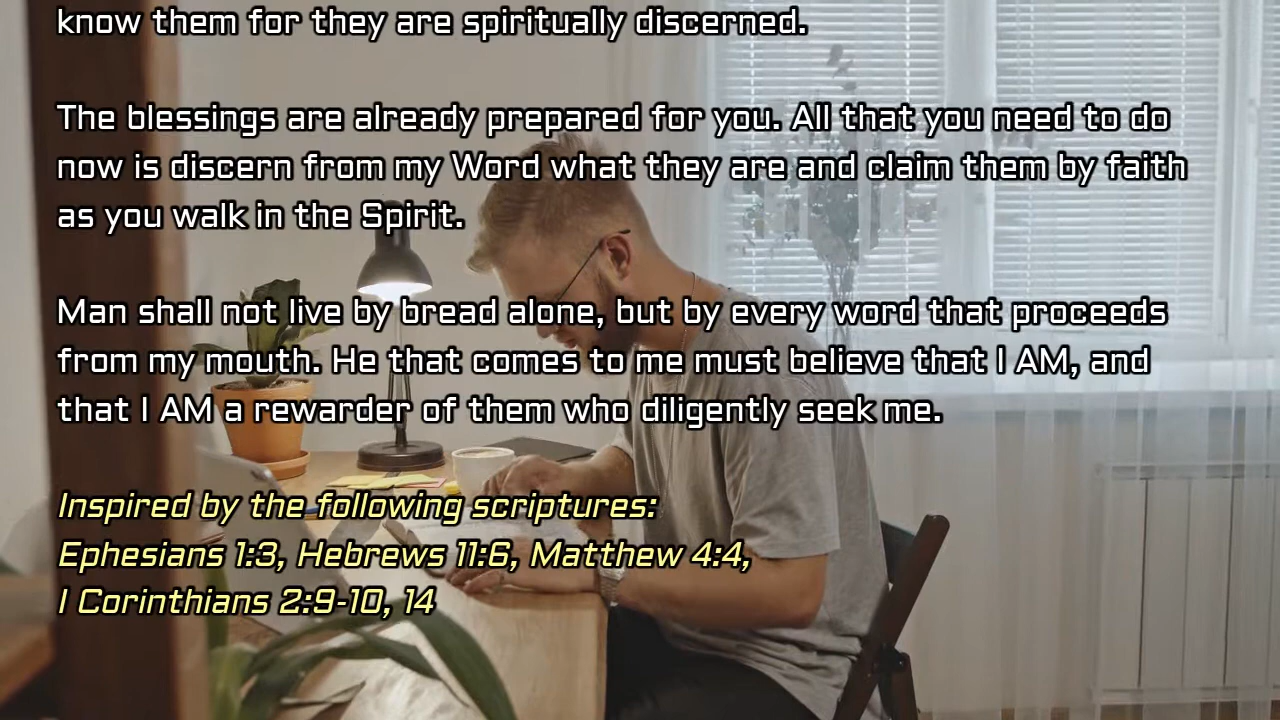 know them for they are spiritually discerned.
The blessings are already prepared for you. All that you need to do
now is discern from my Word what they are and claim them by faith
as you walk in the Spirit.
Man shall not live by bread alone, but by every word that proceeds
from my mouth. He that comes to me must believe that I AM, and
that I AM a rewarder of them who diligently seek me.
Inspired by the following scriptures:
Ephesians 1:3, Hebrews 11:6, Matthew 4:4,
I Corinthians 2:9-10, 14